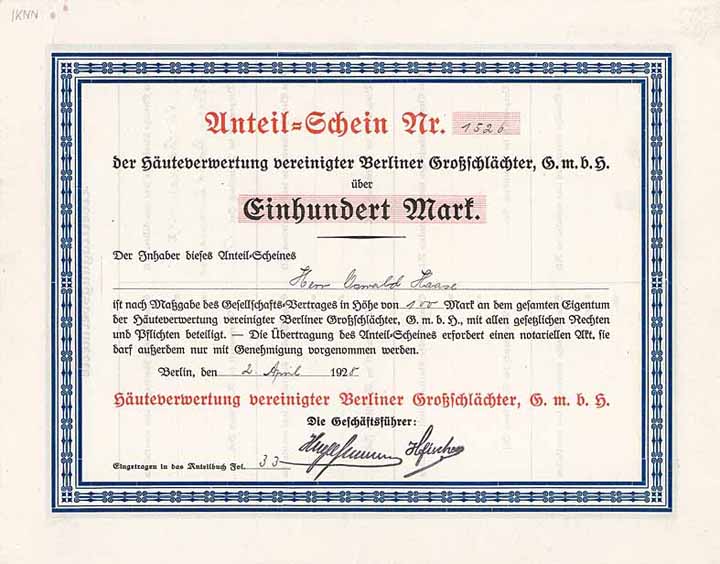 IKNN
Anteil-Schein Nr. 1526
der Häuteverwertung vereinigter Berliner Großschlächter, G. m. b. H.
über
Einhundert Mark.
Der Inhaber dieses Anteil-Scheines
Herr Oswald Haase
ist nach Maßgabe des Gesellschafts-Vertrages in Höhe von 100 Mark an dem gesamten Eigentum
der Häuteverwertung vereinigter Berliner Großschlächter, G. m. b. H., mit allen gesetzlichen Rechten
und Pflichten beteiligt. — Die Übertragung des Anteil-Scheines erfordert einen notariellen Akt, sie
darf außerdem nur mit Genehmigung vorgenommen werden.
Berlin, den 2. April 1928
Häuteverwertung vereinigter Berliner Großschlächter, G. m. b. H.
Die Geschäftsführer:
Eingetragen in das Anteilbuch Fol. 33